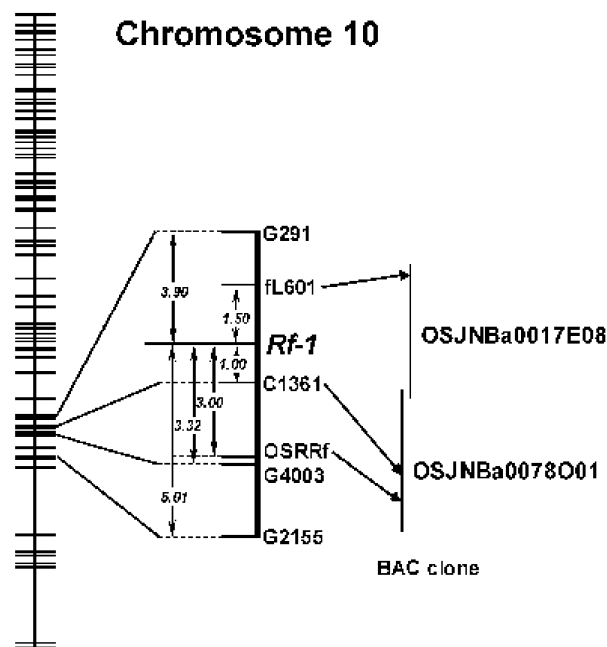 Chromosome 10
G291
3.90
fL601
1.50
OSJNBa0017E08
Rf-1
1.00
C1361
3.00
3.32
OSRRf
G4003
OSJNBa0078O01
5.01
G2155
BAC clone